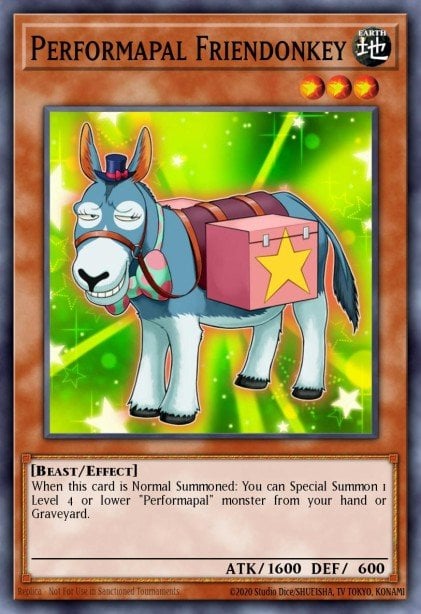 Performapal Friendonkey
EARTH
地
[Beast/Effect]
When this card is Normal Summoned: You can Special Summon 1
Level 4 or lower "Performapal" monster from your hand or
Graveyard.
ATK/1600 DEF/ 600
Replica - Not For Use in Sanctioned Tournaments
©2020 Studio Dice/SHUEISHA, TV TOKYO, KONAMI